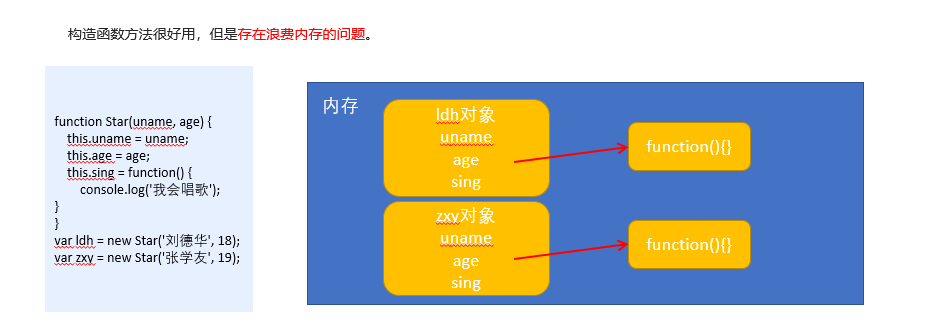 构造函数方法很好用，但是存在浪费内存的问题。
function Star(uname, age) {
this.uname = uname;
this.age = age;
this.sing = function() {
console.log('我会唱歌');
}
}
var ldh = new Star('刘德华', 18);
var zxy = new Star('张学友', 19);
内存
ldh对象
uname
age
sing
function(){}
zxy对象
uname
age
sing
function(){}